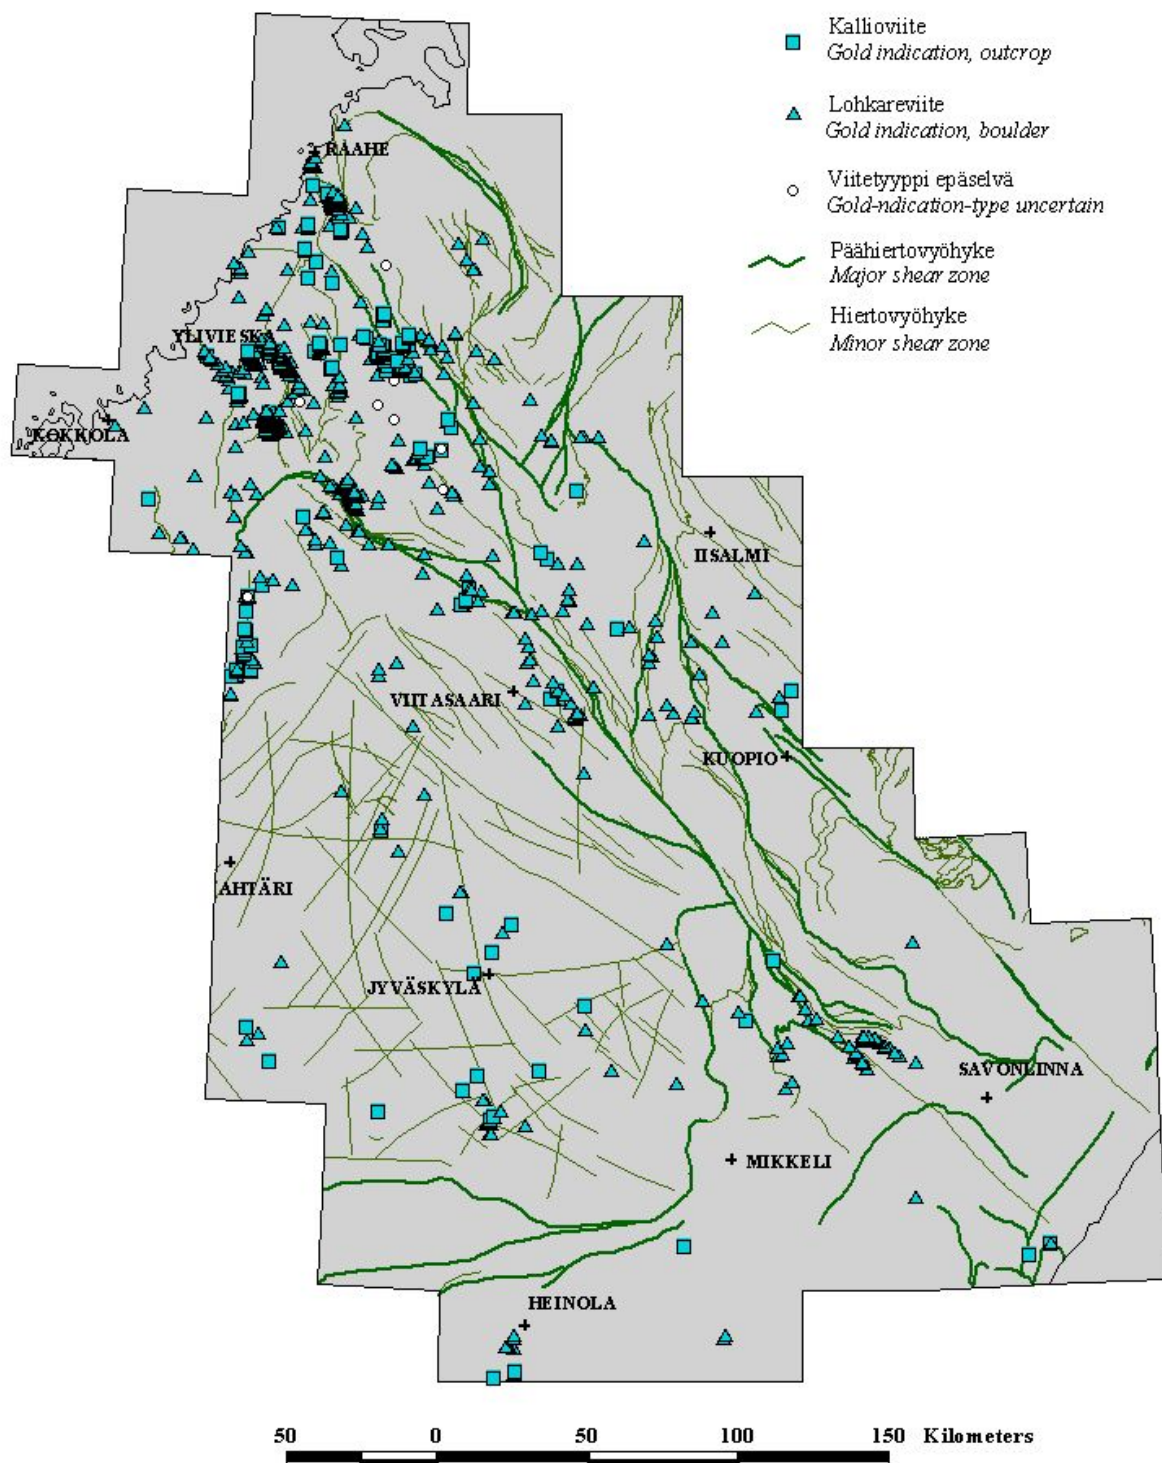 Kallioviite
Gold indication, outcrop
Lohkareviite
Gold indication, boulder
Viitetyyppi epäselvä
Gold-ndication-type uncertain
Päähiertovyöhyke
Major shear zone
Hiertovyöhyke
Minor shear zone
RAAHE
YLIVIESKA
KOKKOLA
IISALMI
VIITASAARI
KUOPIO
AHTÄRI
JYVÄSKYLÄ
SAVONLINNA
MIKKELI
HEINOLA
50 0 50 100 150 Kilometers